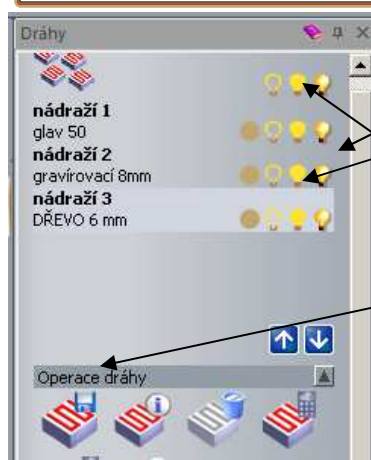 Dráhy
nádraží 1
glav 50
nádraží 2
gravírovací 8mm
nádraží 3
DŘEVO 6 mm
Operace dráhy